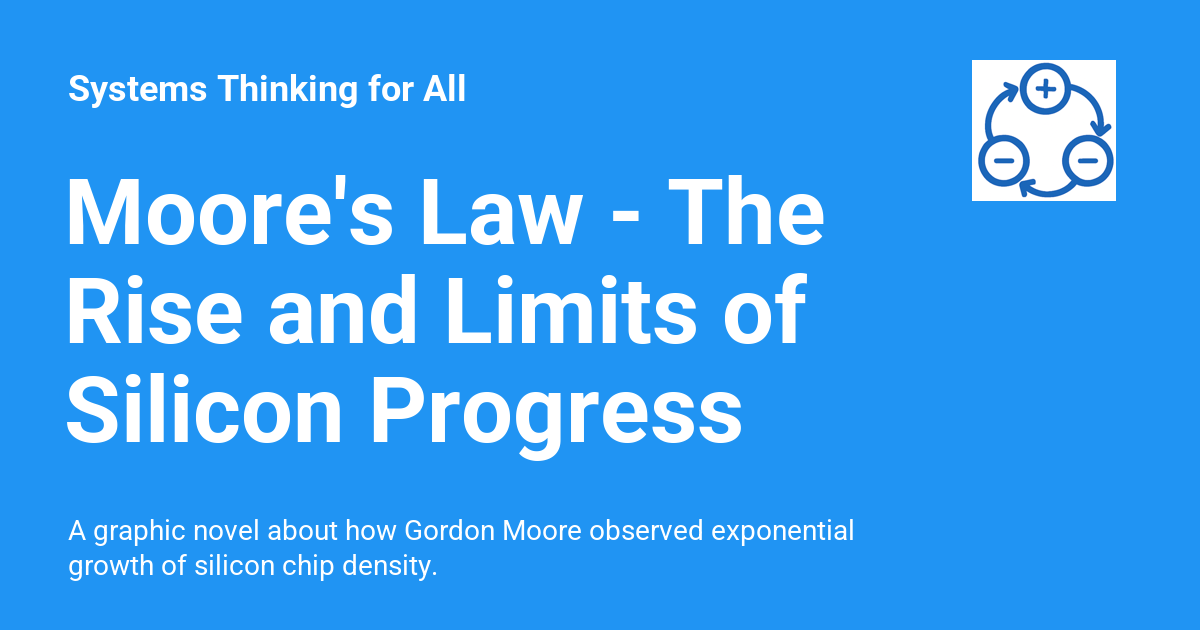 Systems Thinking for All
Moore's Law - The
Rise and Limits of
Silicon Progress
A graphic novel about how Gordon Moore observed exponential
growth of silicon chip density.